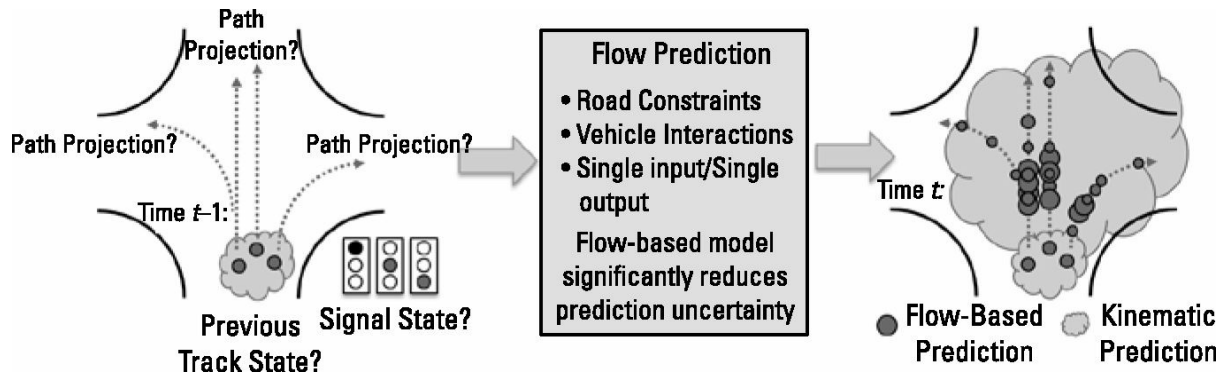 Path
Projection?
Path Projection?
Path Projection?
Time t–1:
Previous
Track State?
Signal State?
Flow Prediction
• Road Constraints
• Vehicle Interactions
• Single input/Single
output
Flow-based model
significantly reduces
prediction uncertainty
Time t:
Flow-Based
Prediction
Kinematic
Prediction